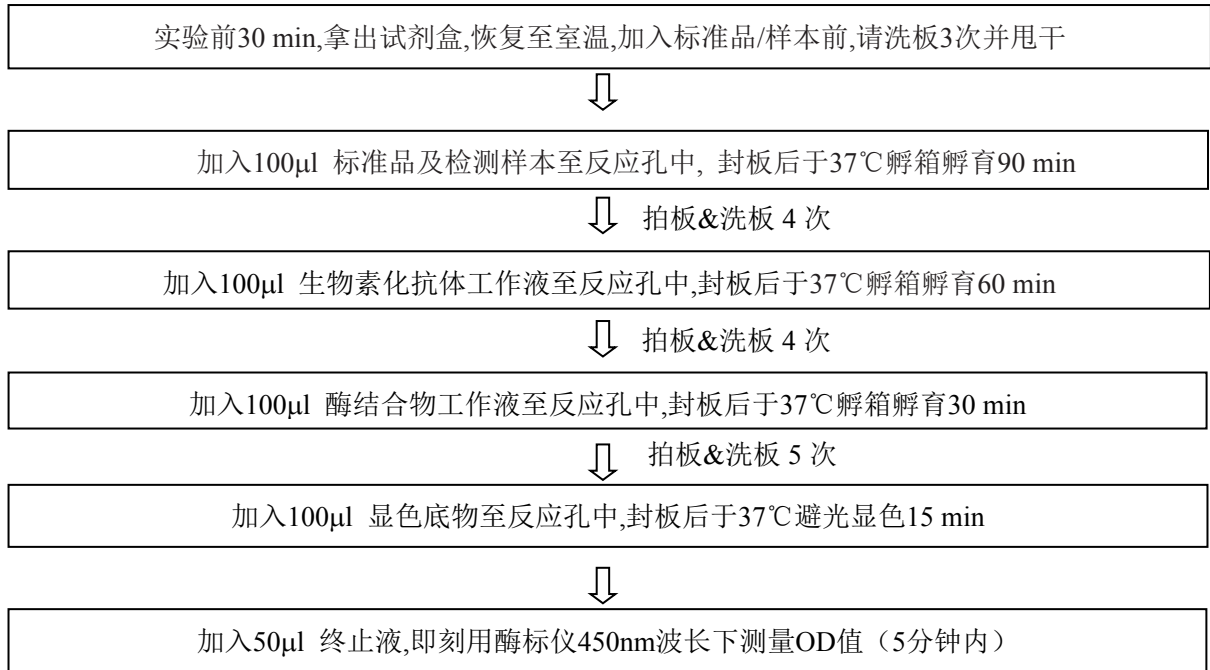 实验前30 min,拿出试剂盒,恢复至室温,加入标准品/样本前,请洗板3次并甩干
加入100μl 标准品及检测样本至反应孔中, 封板后于37℃孵箱孵育90 min
拍板&洗板 4 次
加入100μl 生物素化抗体工作液至反应孔中,封板后于37℃孵箱孵育60 min
拍板&洗板 4 次
加入100μl 酶结合物工作液至反应孔中,封板后于37℃孵箱孵育30 min
拍板&洗板 5 次
加入100μl 显色底物至反应孔中,封板后于37℃避光显色15 min
加入50μl 终止液,即刻用酶标仪450nm波长下测量OD值（5分钟内）